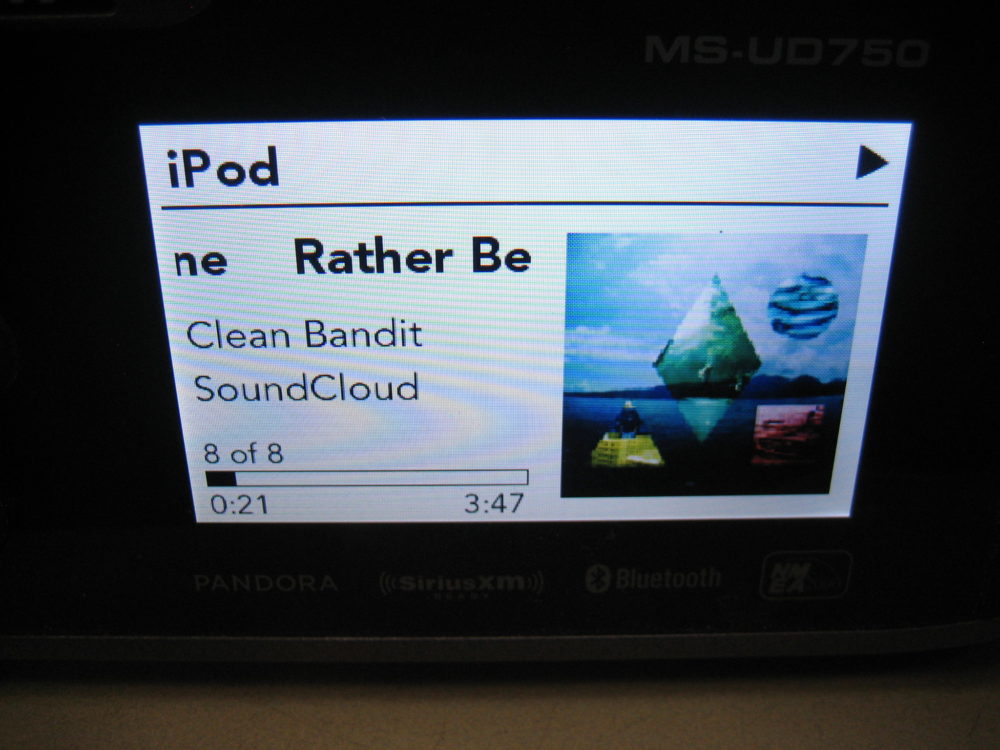 MS-UD750
iPod
ne Rather Be
Clean Bandit
SoundCloud
8 of 8
0:21 3:47
PANDORA
SiriusXM
READY
Bluetooth